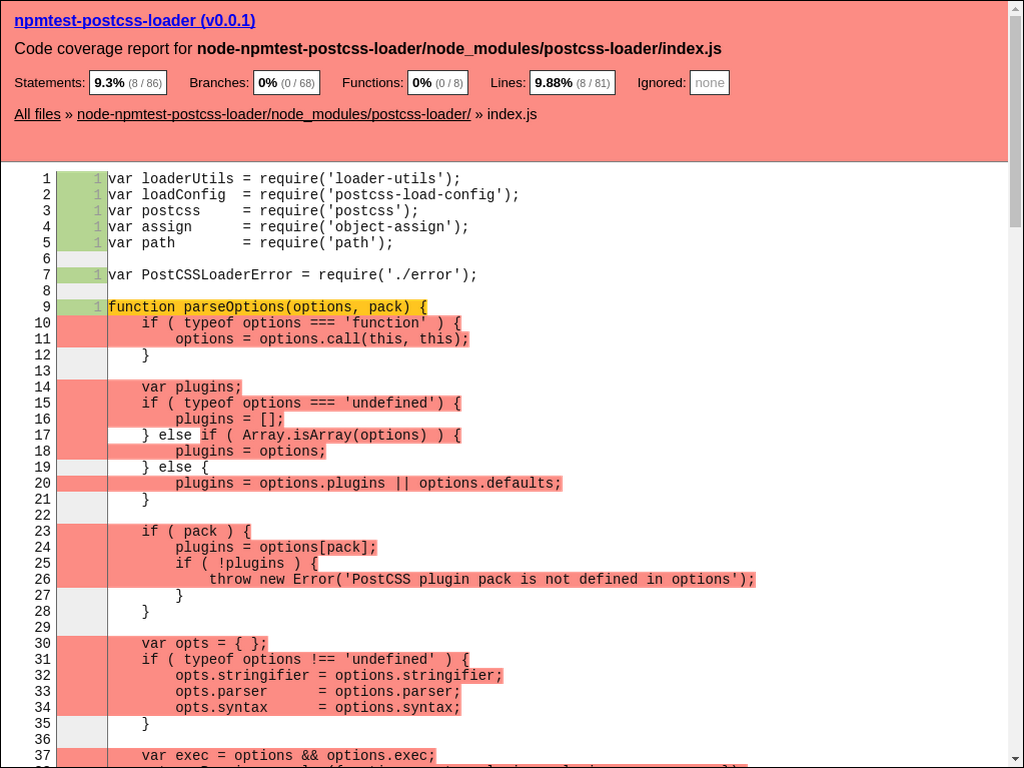 npmtest-postcss-loader (v0.0.1)
Code coverage report for node-npmtest-postcss-loader/node_modules/postcss-loader/index.js
Statements: 9.3% (8 / 86) Branches: 0% (0 / 68) Functions: 0% (0 / 8) Lines: 9.88% (8 / 81) Ignored: none
All files » node-npmtest-postcss-loader/node_modules/postcss-loader/ » index.js
1 1 var loaderUtils = require('loader-utils');
2 1 var loadConfig  = require('postcss-load-config');
3 1 var postcss     = require('postcss');
4 1 var assign      = require('object-assign');
5 1 var path        = require('path');
6
7 1 var PostCSSLoaderError = require('./error');
8
9 1 function parseOptions(options, pack) {
10     if ( typeof options === 'function' ) {
11         options = options.call(this, this);
12     }
13
14     var plugins;
15     if ( typeof options === 'undefined') {
16         plugins = [];
17     } else if ( Array.isArray(options) ) {
18         plugins = options;
19     } else {
20         plugins = options.plugins || options.defaults;
21     }
22
23     if ( pack ) {
24         plugins = options[pack];
25         if ( !plugins ) {
26             throw new Error('PostCSS plugin pack is not defined in options');
27         }
28     }
29
30     var opts = { };
31     if ( typeof options !== 'undefined' ) {
32         opts.stringifier = options.stringifier;
33         opts.parser      = options.parser;
34         opts.syntax      = options.syntax;
35     }
36
37     var exec = options && options.exec;